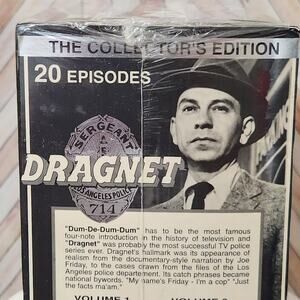 THE COLLECTOR'S EDITION
20 EPISODES
SERGEANT
DRAGNET
LOS ANGELES POLICE
714
"Dum-De-Dum-Dum" has to be the most famous
four-note introduction in the history of television and
"Dragnet" was probably the most successful TV police
series ever. Dragnet's hallmark was its appearance of
realism from the documentary-style narration by Joe
Friday, to the cases drawn from the files of the Los
Angeles police department. Its catch phrases became
national bywords. "My name's Friday - I'm a cop" "Just
the facts ma'am."
VOLUME 1